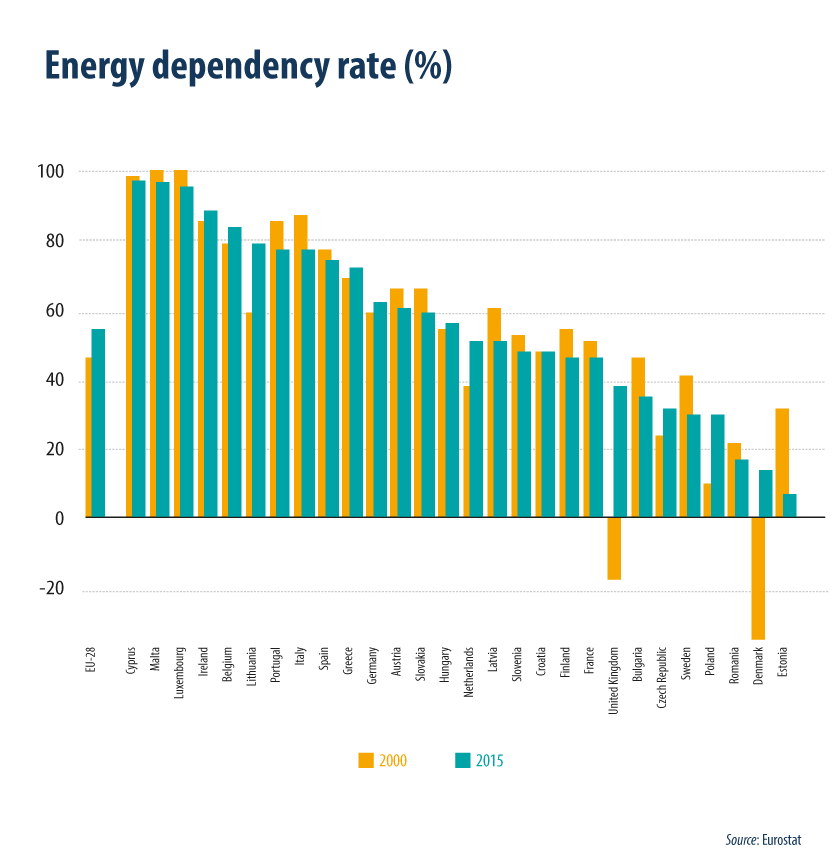 Energy dependency rate (%)
100
80
60
40
20
0
-20
EU-28
Cyprus
Malta
Luxembourg
Ireland
Belgium
Lithuania
Portugal
Italy
Spain
Greece
Germany
Austria
Slovakia
Hungary
Netherlands
Latvia
Slovenia
Croatia
Finland
France
United Kingdom
Bulgaria
Czech Republic
Sweden
Poland
Romania
Denmark
Estonia
2000
2015
Source: Eurostat